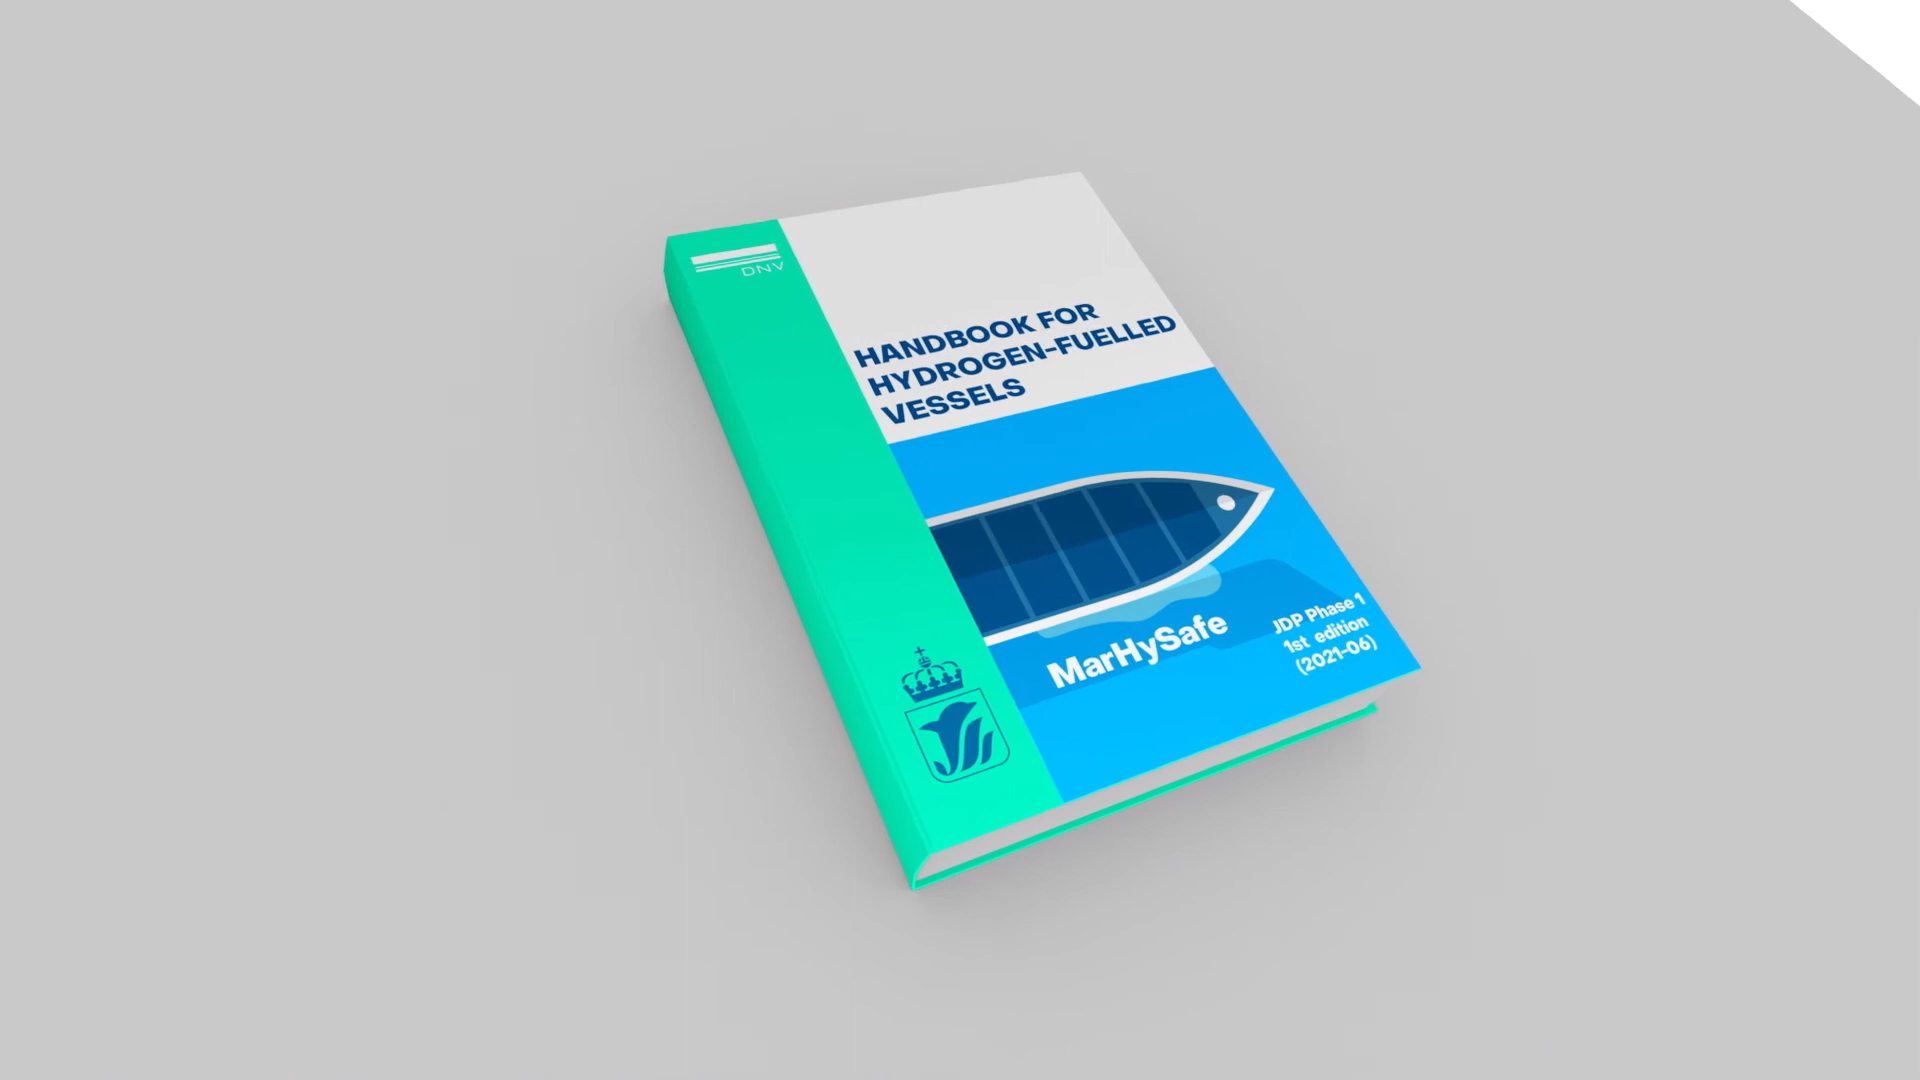 DNV
HANDBOOK FOR
HYDROGEN-FUELLED
VESSELS
MarHySafe
JDP Phase 1
1st edition
(2021-06)